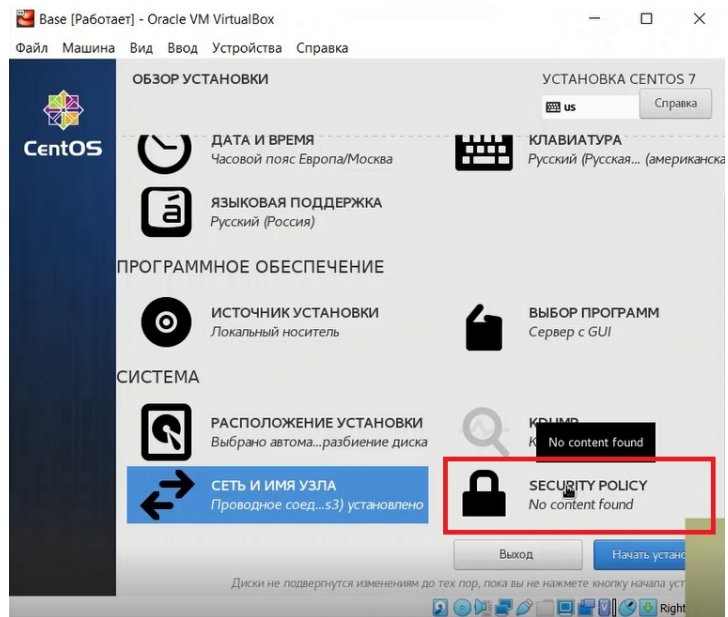 Base [Работает] - Oracle VM VirtualBox
Файл Машина Вид Ввод Устройства Справка
ОБЗОР УСТАНОВКИ
УСТАНОВКА CENTOS 7
us
Справка
CentOS
ДАТА И ВРЕМЯ
Часовой пояс Европа/Москва
КЛАВИАТУРА
Русский (Русская... (американска
ЯЗЫКОВАЯ ПОДДЕРЖКА
Русский (Россия)
ПРОГРАММНОЕ ОБЕСПЕЧЕНИЕ
ИСТОЧНИК УСТАНОВКИ
Локальный носитель
ВЫБОР ПРОГРАММ
Сервер с GUI
СИСТЕМА
РАСПОЛОЖЕНИЕ УСТАНОВКИ
Выбрано автома...разбиение диска
KDUMP
No content found
СЕТЬ И ИМЯ УЗЛА
Проводное соед...s3) установлено
SECURITY POLICY
No content found
Выход
Начать устано
Диски не подвергнутся изменениям до тех пор, пока вы не нажмете кнопку начала уст
Right